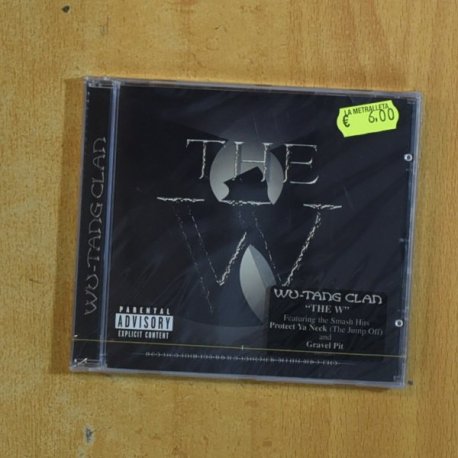 LA METRALLETA
€ 6.00
WU-TANG CLAN
THE
W
PARENTAL
ADVISORY
EXPLICIT CONTENT
WU-TANG CLAN
"THE W"
Featuring the Smash Hits
Protect Ya Neck (The Jump Off)
and
Gravel Pit